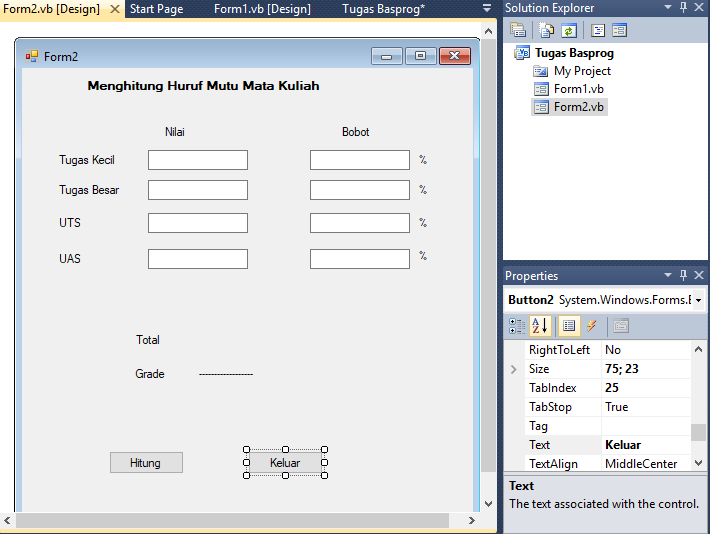 Form2.vb [Design] Start Page Form1.vb [Design] Tugas Basprog*
Form2
Menghitung Huruf Mutu Mata Kuliah
Nilai Bobot
Tugas Kecil %
Tugas Besar %
UTS %
UAS %
Total
Grade ------------------
Hitung Keluar
Solution Explorer
Tugas Basprog
My Project
Form1.vb
Form2.vb
Properties
Button2 System.Windows.Forms.
RightToLeft No
Size 75; 23
TabIndex 25
TabStop True
Tag
Text Keluar
TextAlign MiddleCenter
Text
The text associated with the control.